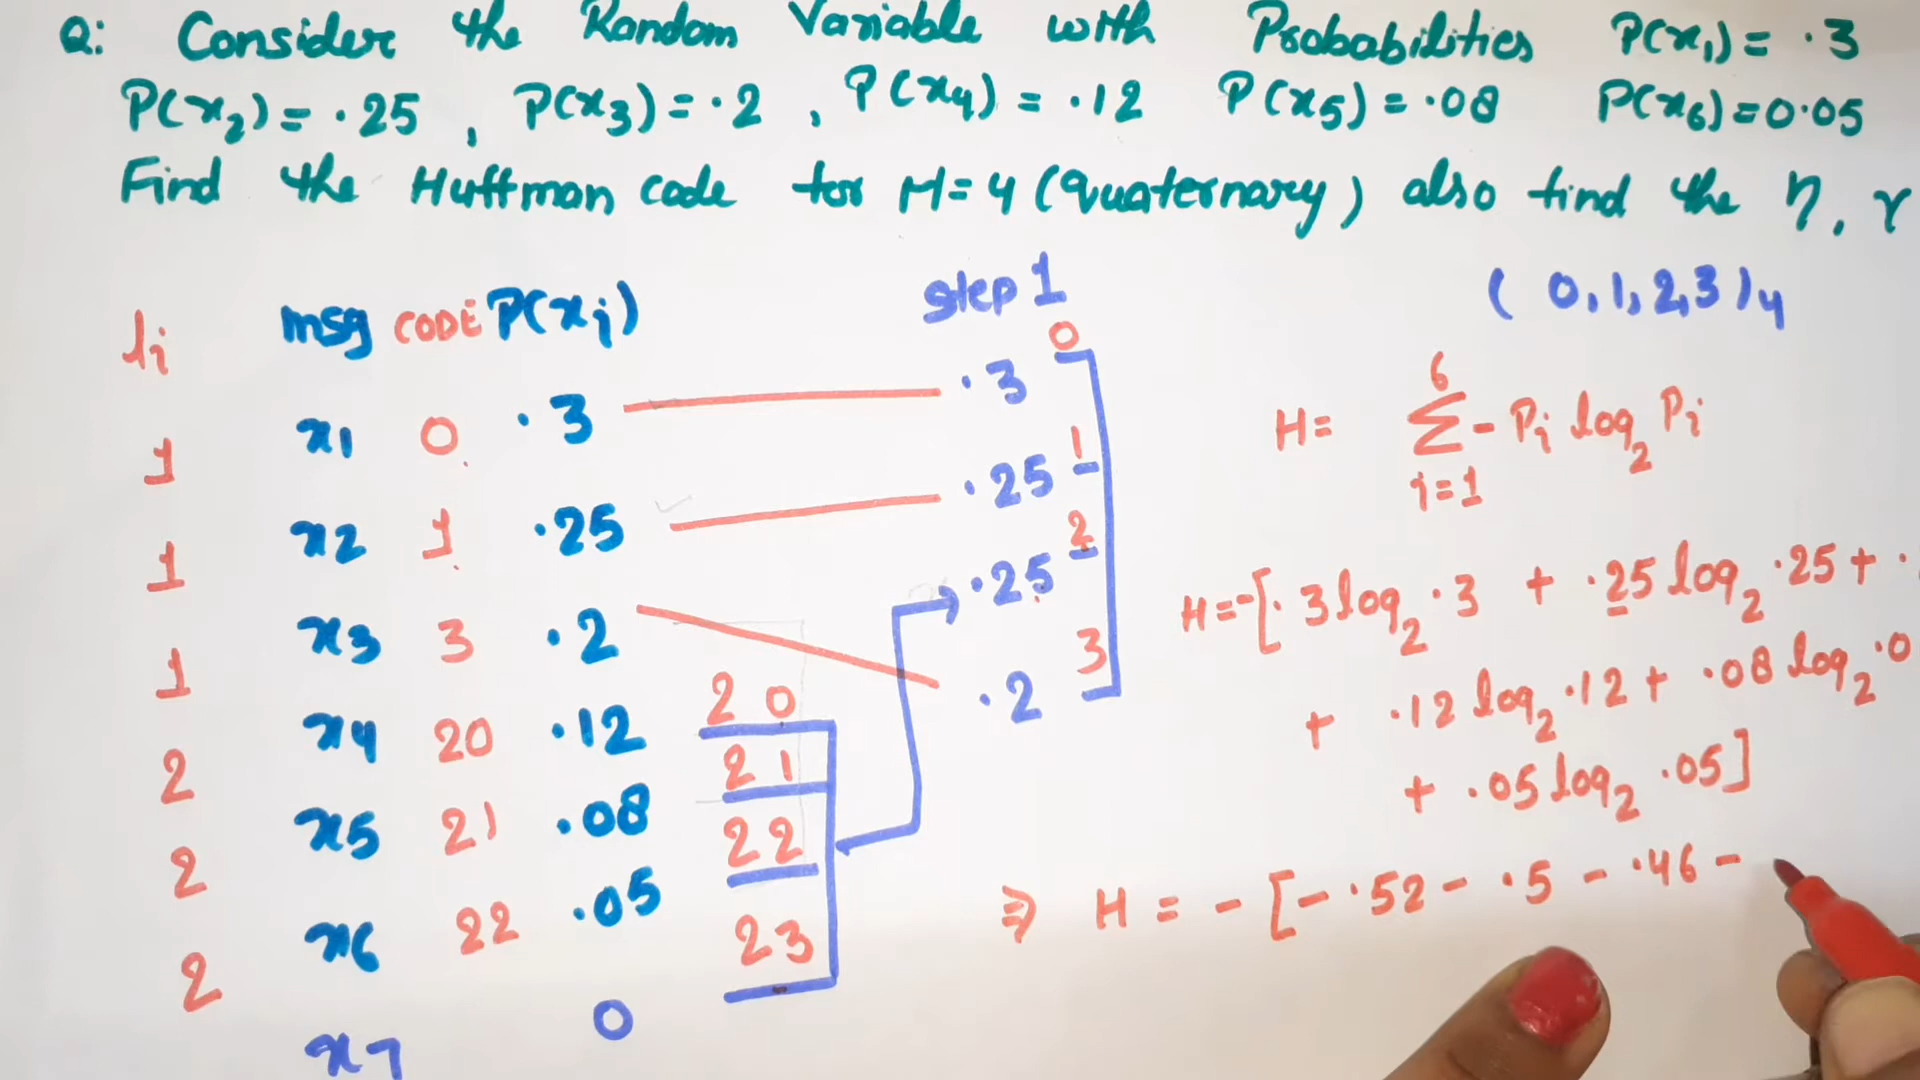 Q: Consider the Random Variable with Probabilities P(x1) = .3
P(x2) = .25 , P(x3) = .2 , P(x4) = .12 P(x5) = .08 P(x6) = 0.05
Find the Huffman code for M=4 (Quaternary) also find the η, γ
(0,1,2,3)4
li msg CODE P(xi) step 1
1 x1 0 .3 .3 0
1 x2 1 .25 .25 1
1 x3 3 .2 .25 2
2 x4 20 .12 20 .2 3
2 x5 21 .08 21
2 x6 22 .05 22
x7 0 23
H = 6 Σ i=1 - Pi log2 Pi
H = -[.3 log2 .3 + .25 log2 .25 + .
+ .12 log2 .12 + .08 log2 .0
+ .05 log2 .05]
⇒ H = - [- .52 - .5 - .46 -